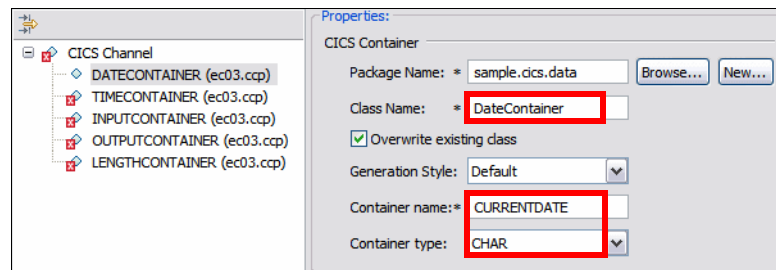 CICS Channel
DATECONTAINER (ec03.ccp)
TIMECONTAINER (ec03.ccp)
INPUTCONTAINER (ec03.ccp)
OUTPUTCONTAINER (ec03.ccp)
LENGTHCONTAINER (ec03.ccp)
Properties:
CICS Container
Package Name: * sample.cics.data Browse... New...
Class Name: * DateContainer
Overwrite existing class
Generation Style: Default
Container name:* CURRENTDATE
Container type: CHAR